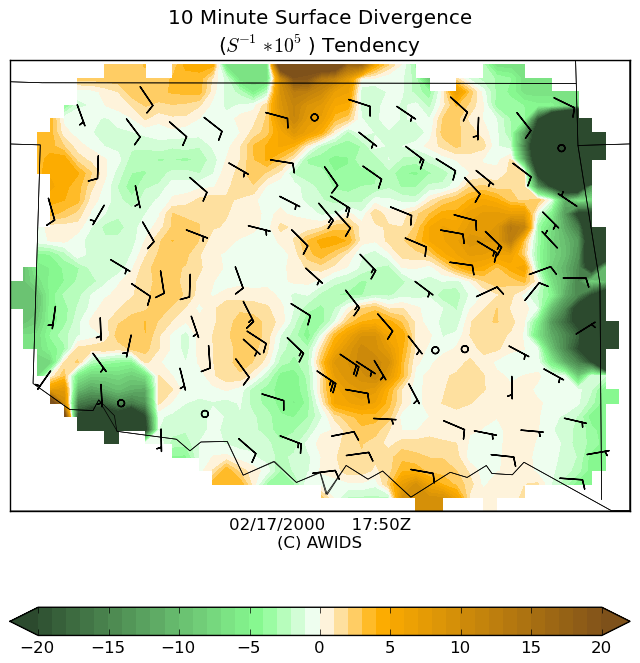 10 Minute Surface Divergence
(S⁻¹ * 10⁵ ) Tendency
02/17/2000 17:50Z
(C) AWIDS
−20 −15 −10 −5 0 5 10 15 20